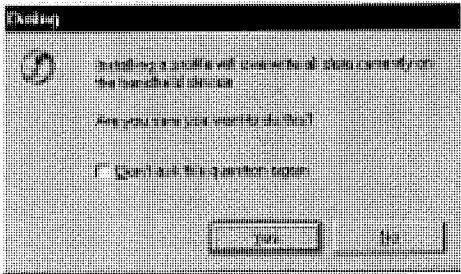 Installing a profile will overwrite all data currently on
the handheld device.
Are you sure you want to do this?
Don't ask this question again
Yes
No